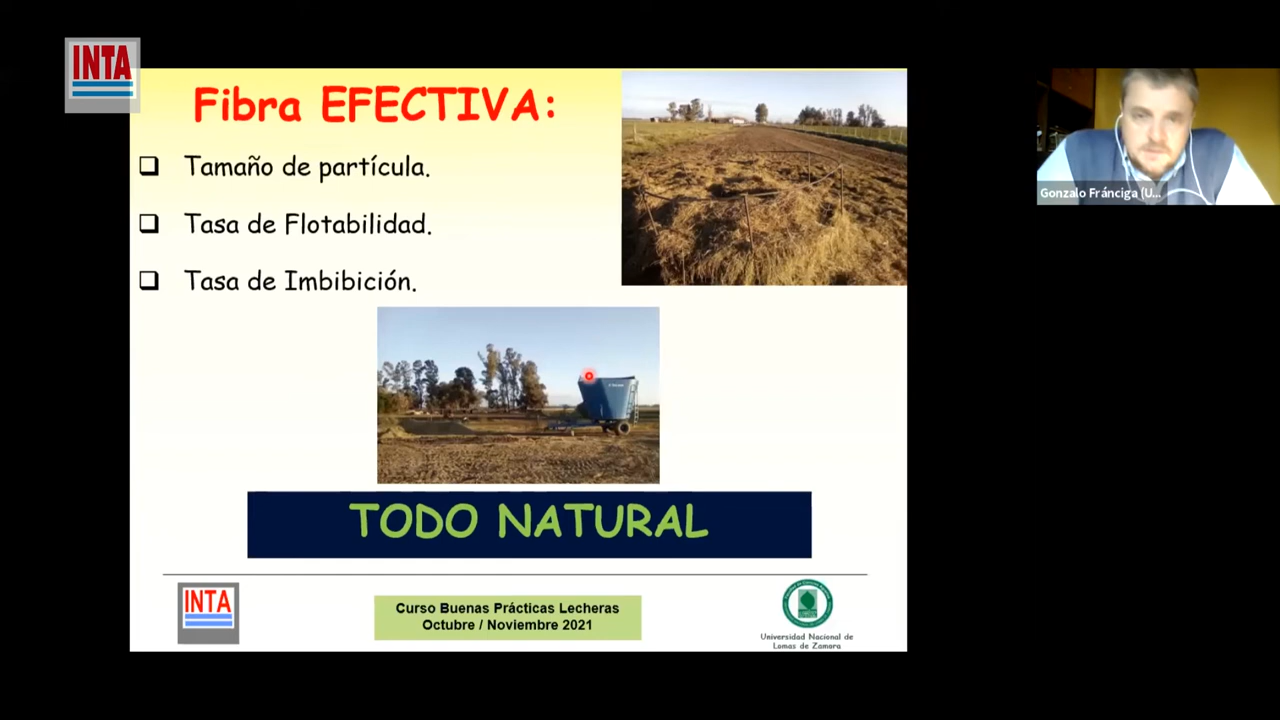 INTA
Fibra EFECTIVA:
Tamaño de partícula.
Tasa de Flotabilidad.
Tasa de Imbibición.
TODO NATURAL
INTA
Curso Buenas Prácticas Lecheras
Octubre / Noviembre 2021
Universidad Nacional de
Lomas de Zamora
Gonzalo Fránciga (U...